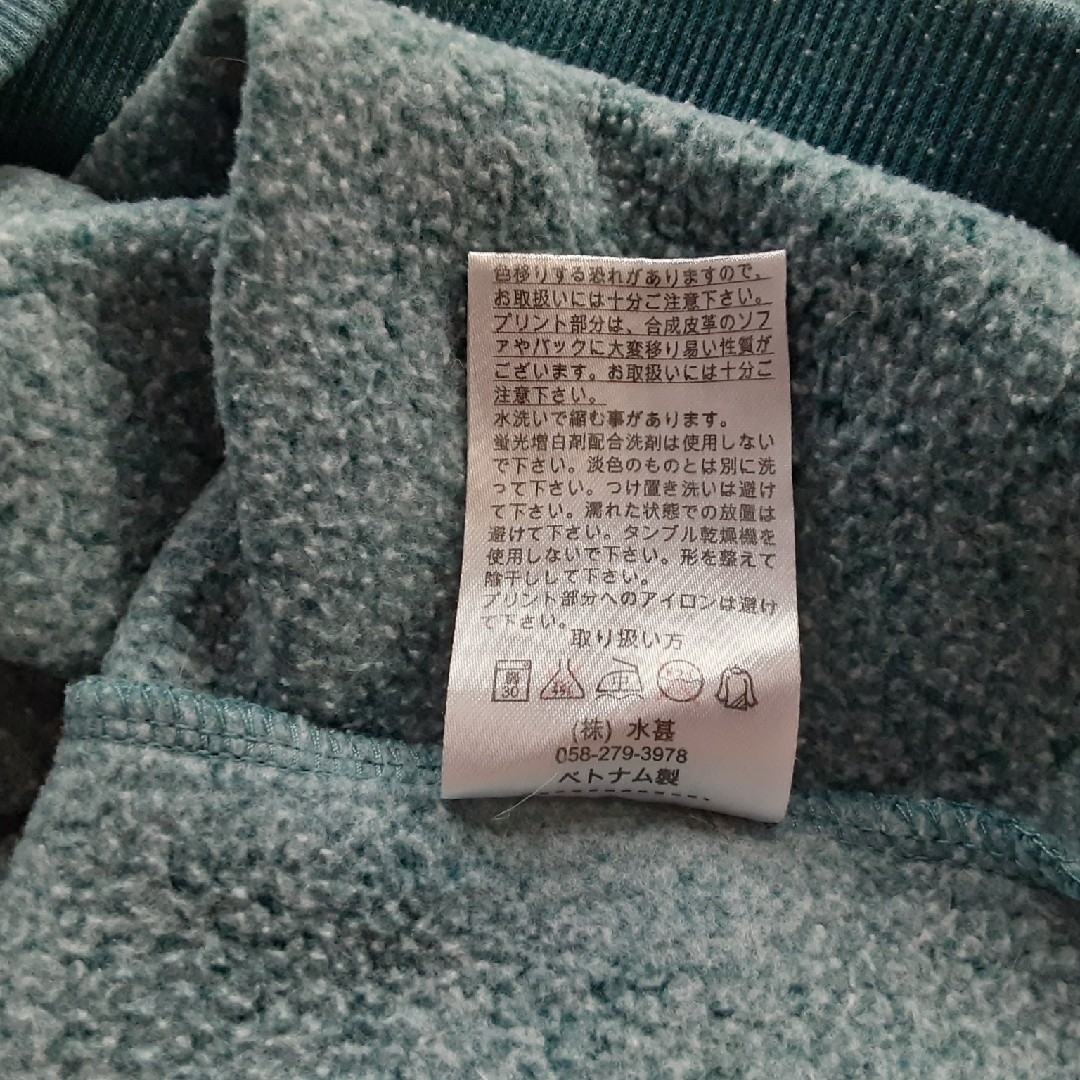 色移りする恐れがありますので、
お取扱いには十分ご注意下さい。
プリント部分は、合成皮革のソフ
ァやバックに大変移り易い性質が
ございます。お取扱いには十分ご
注意下さい。
水洗いで縮む事があります。
蛍光増白剤配合洗剤は使用しない
で下さい。淡色のものとは別に洗
って下さい。つけ置き洗いは避け
て下さい。濡れた状態での放置は
避けて下さい。タンブル乾燥機を
使用しないで下さい。形を整えて
陰干しして下さい。
プリント部分へのアイロンは避け
て下さい。
取り扱い方
30 中
(株) 水甚
058-279-3978
ベトナム製